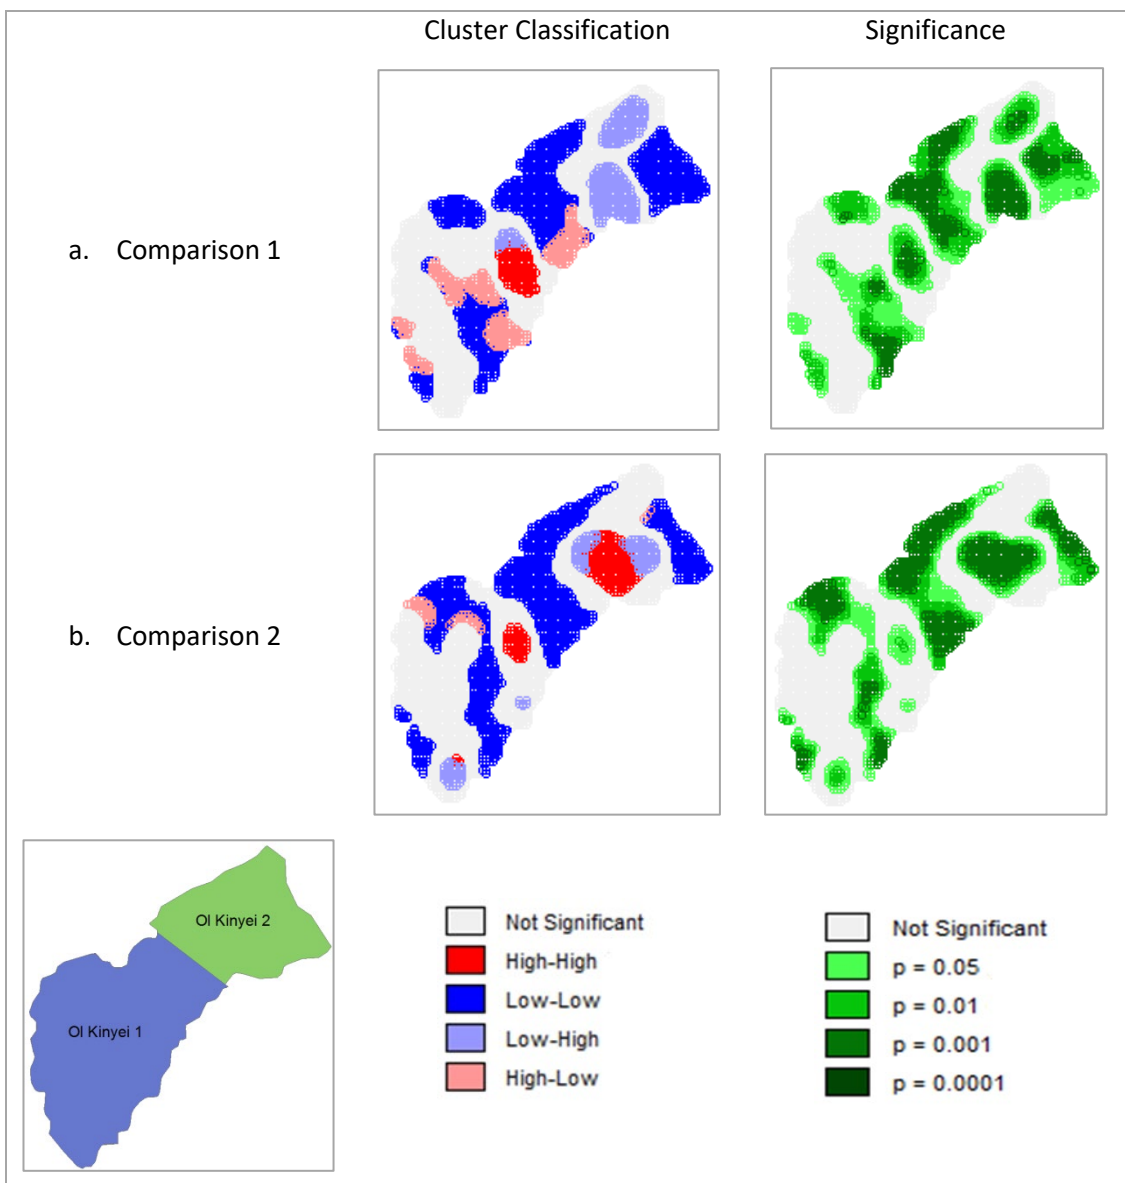 Cluster Classification
Significance
a. Comparison 1
b. Comparison 2
Ol Kinyei 2
Ol Kinyei 1
Not Significant
High-High
Low-Low
Low-High
High-Low
Not Significant
p = 0.05
p = 0.01
p = 0.001
p = 0.0001